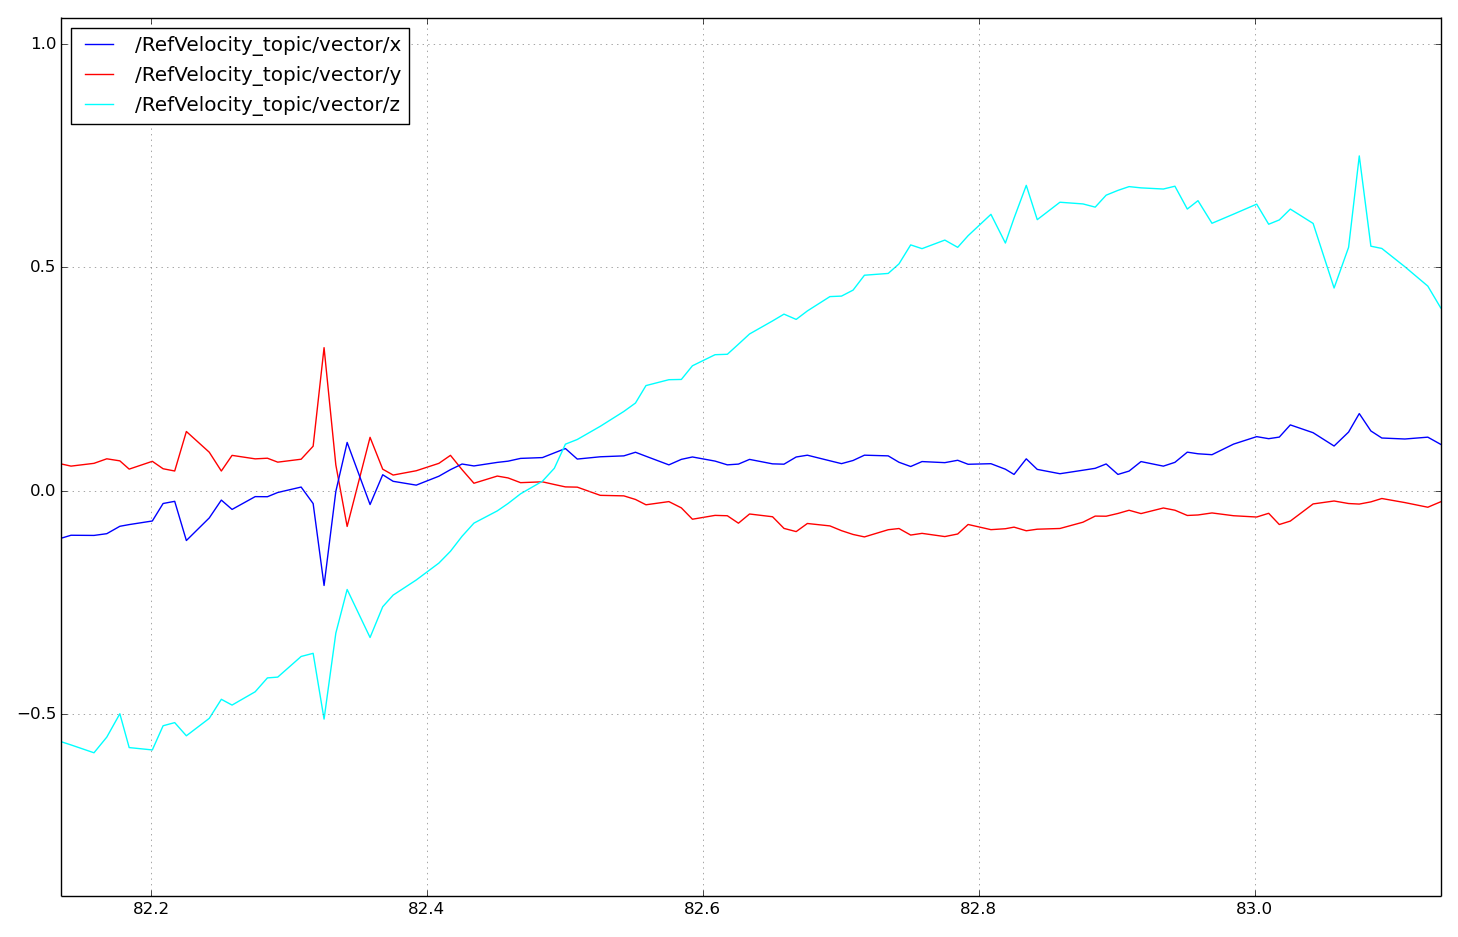 1.0
/RefVelocity_topic/vector/x
/RefVelocity_topic/vector/y
/RefVelocity_topic/vector/z
0.5
0.0
−0.5
82.2 82.4 82.6 82.8 83.0